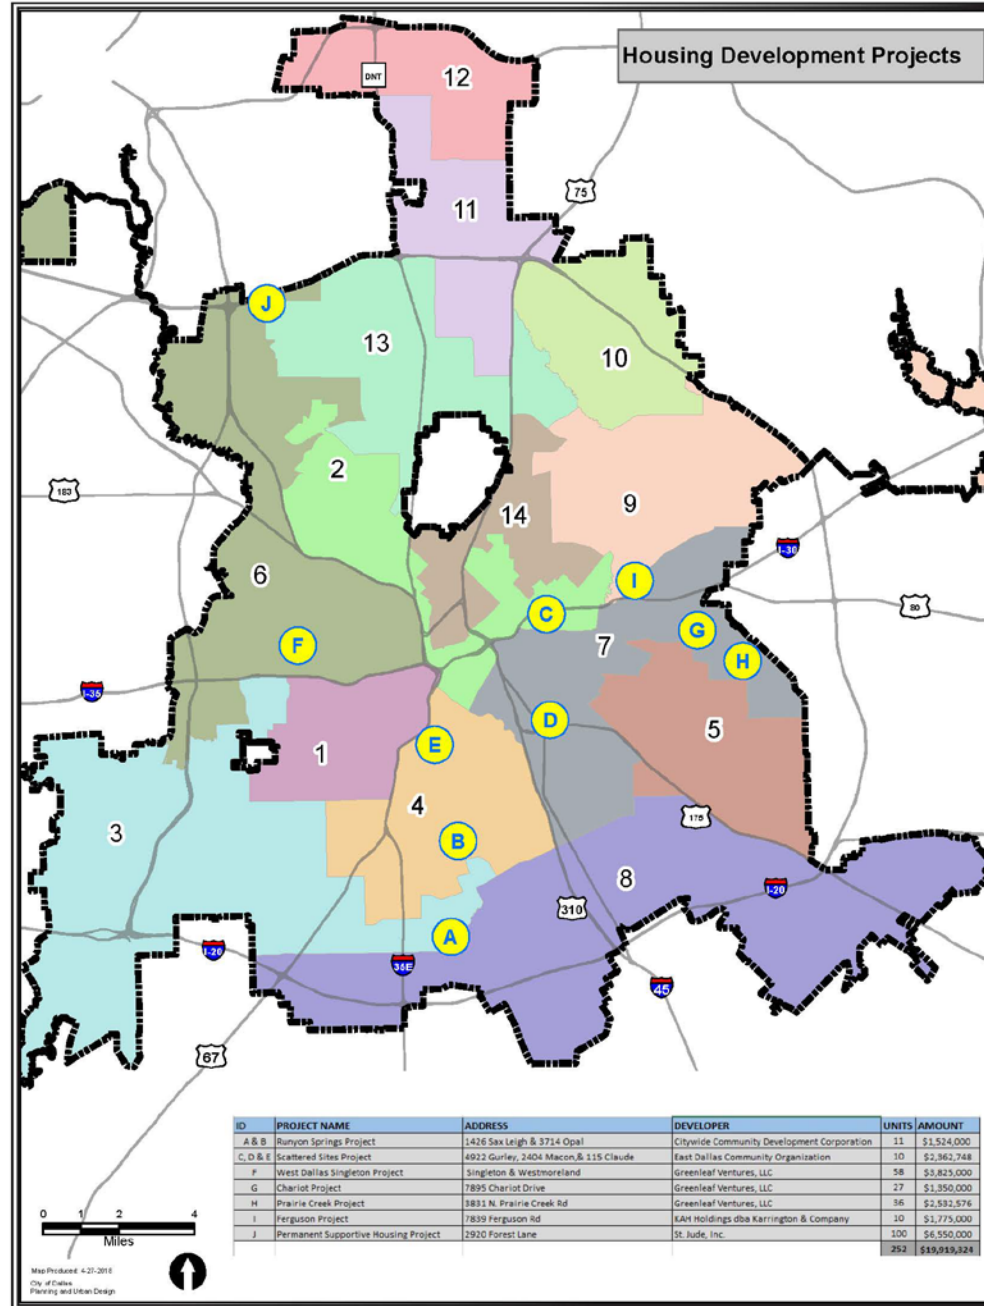 Housing Development Projects
12
DNT
75
11
J
13
10
2
183
14
9
I-30
6
I
80
C
G
F
7
H
I-35
D
5
E
1
4
175
3
B
8
I-20
310
A
I-20
35E
45
67
ID PROJECT NAME ADDRESS DEVELOPER UNITS AMOUNT
A & B Runyon Springs Project 1426 Sax Leigh & 3714 Opal Citywide Community Development Corporation 11 $1,524,000
C, D & E Scattered Sites Project 4922 Gurley, 2404 Macon,& 115 Claude East Dallas Community Organization 10 $2,362,748
F West Dallas Singleton Project Singleton & Westmoreland Greenleaf Ventures, LLC 58 $3,825,000
G Chariot Project 7895 Chariot Drive Greenleaf Ventures, LLC 27 $1,350,000
H Prairie Creek Project 3831 N. Prairie Creek Rd Greenleaf Ventures, LLC 36 $2,532,576
I Ferguson Project 7839 Ferguson Rd KAH Holdings dba Karrington & Company 10 $1,775,000
J Permanent Supportive Housing Project 2920 Forest Lane St. Jude, Inc. 100 $6,550,000
252 $19,919,324
0 1 2 4
Miles
Map Produced 4-27-2018
City of Dallas
Planning and Urban Design